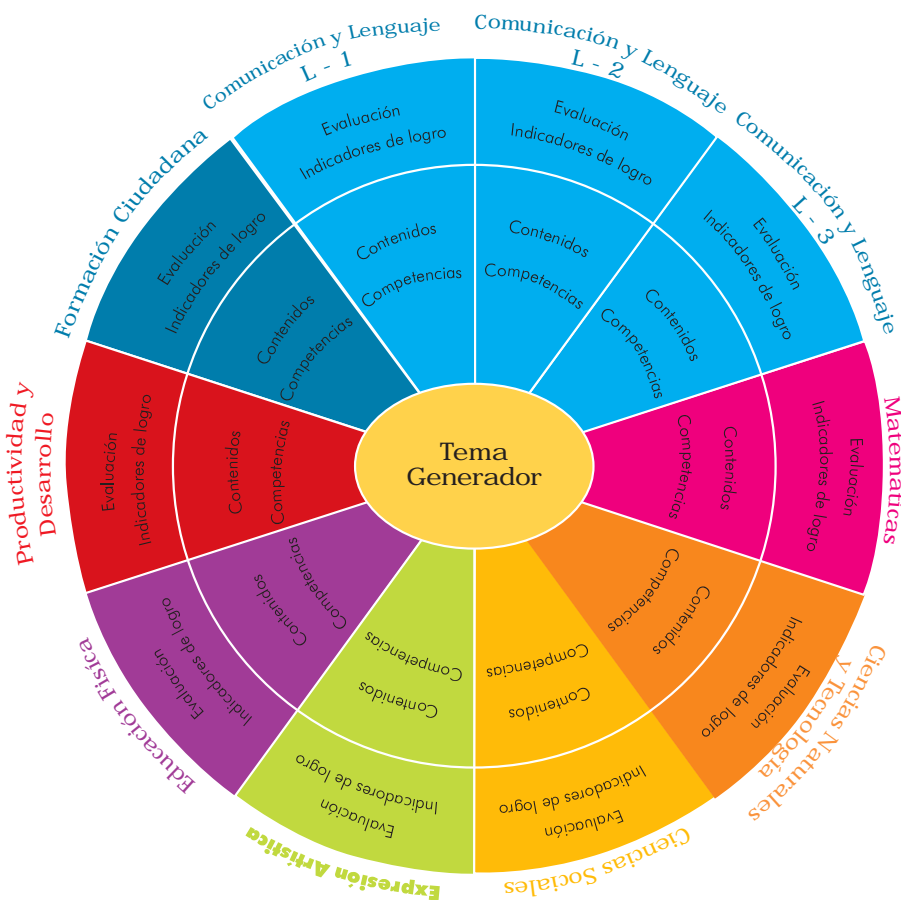 Comunicación y Lenguaje
L - 1
Evaluación
Indicadores de logro
Contenidos
Competencias
Comunicación y Lenguaje
L - 2
Evaluación
Indicadores de logro
Contenidos
Competencias
Comunicación y Lenguaje
L - 3
Evaluación
Indicadores de logro
Contenidos
Competencias
Matematicas
Evaluación
Indicadores de logro
Contenidos
Competencias
Ciencias Naturales
y Tecnología
Evaluación
Indicadores de logro
Contenidos
Competencias
Ciencias Sociales
Evaluación
Indicadores de logro
Contenidos
Competencias
Expresión Artistica
Evaluación
Indicadores de logro
Contenidos
Competencias
Educación Fisica
Evaluación
Indicadores de logro
Contenidos
Competencias
Productividad y
Desarrollo
Evaluación
Indicadores de logro
Contenidos
Competencias
Formación Ciudadana
Evaluación
Indicadores de logro
Contenidos
Competencias
Tema
Generador